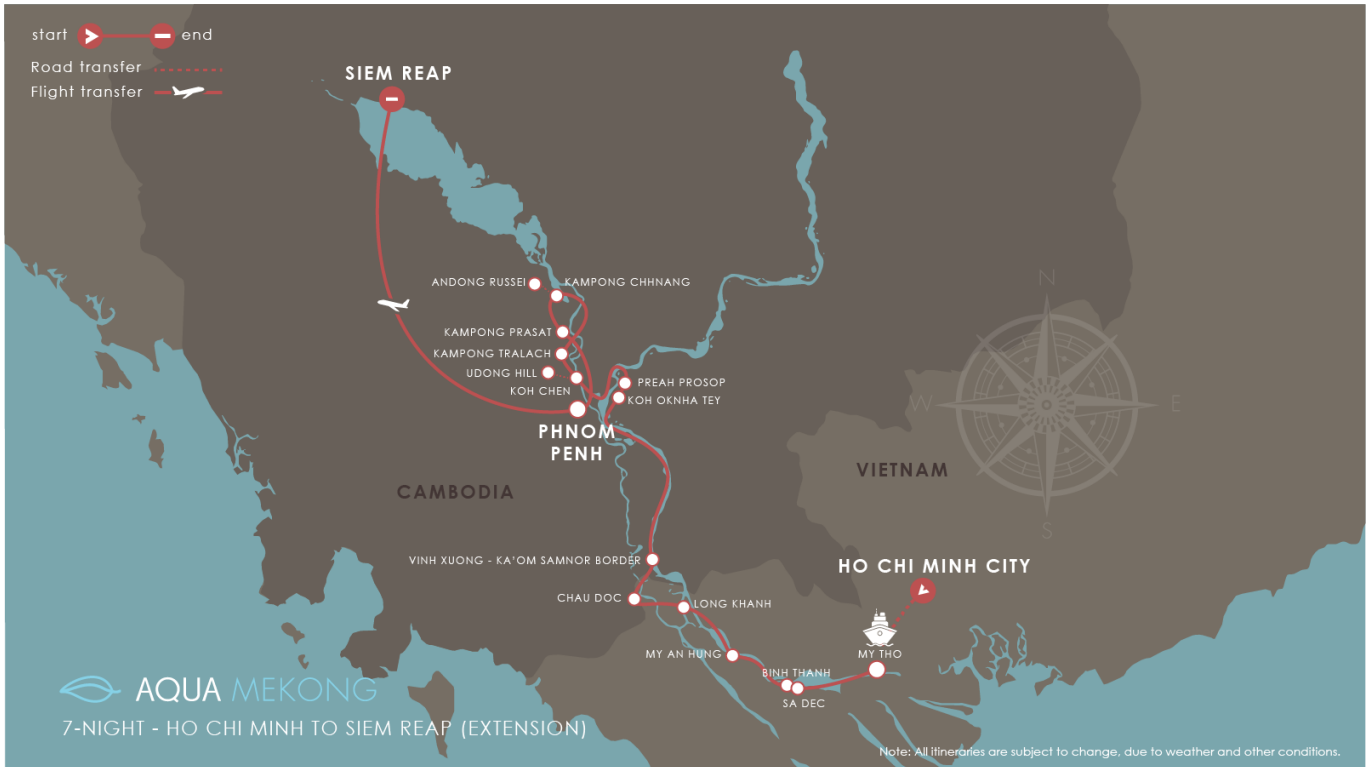 start end
Road transfer
Flight transfer
SIEM REAP
ANDONG RUSSEI
KAMPONG CHHNANG
KAMPONG PRASAT
KAMPONG TRALACH
UDONG HILL
KOH CHEN
PREAH PROSOP
KOH OKNHA TEY
PHNOM
PENH
N
W
E
S
VIETNAM
CAMBODIA
VINH XUONG - KA'OM SAMNOR BORDER
HO CHI MINH CITY
CHAU DOC
LONG KHANH
MY AN HUNG
MY THO
BINH THANH
SA DEC
AQUA MEKONG
7-NIGHT - HO CHI MINH TO SIEM REAP (EXTENSION)
Note: All itineraries are subject to change, due to weather and other conditions.